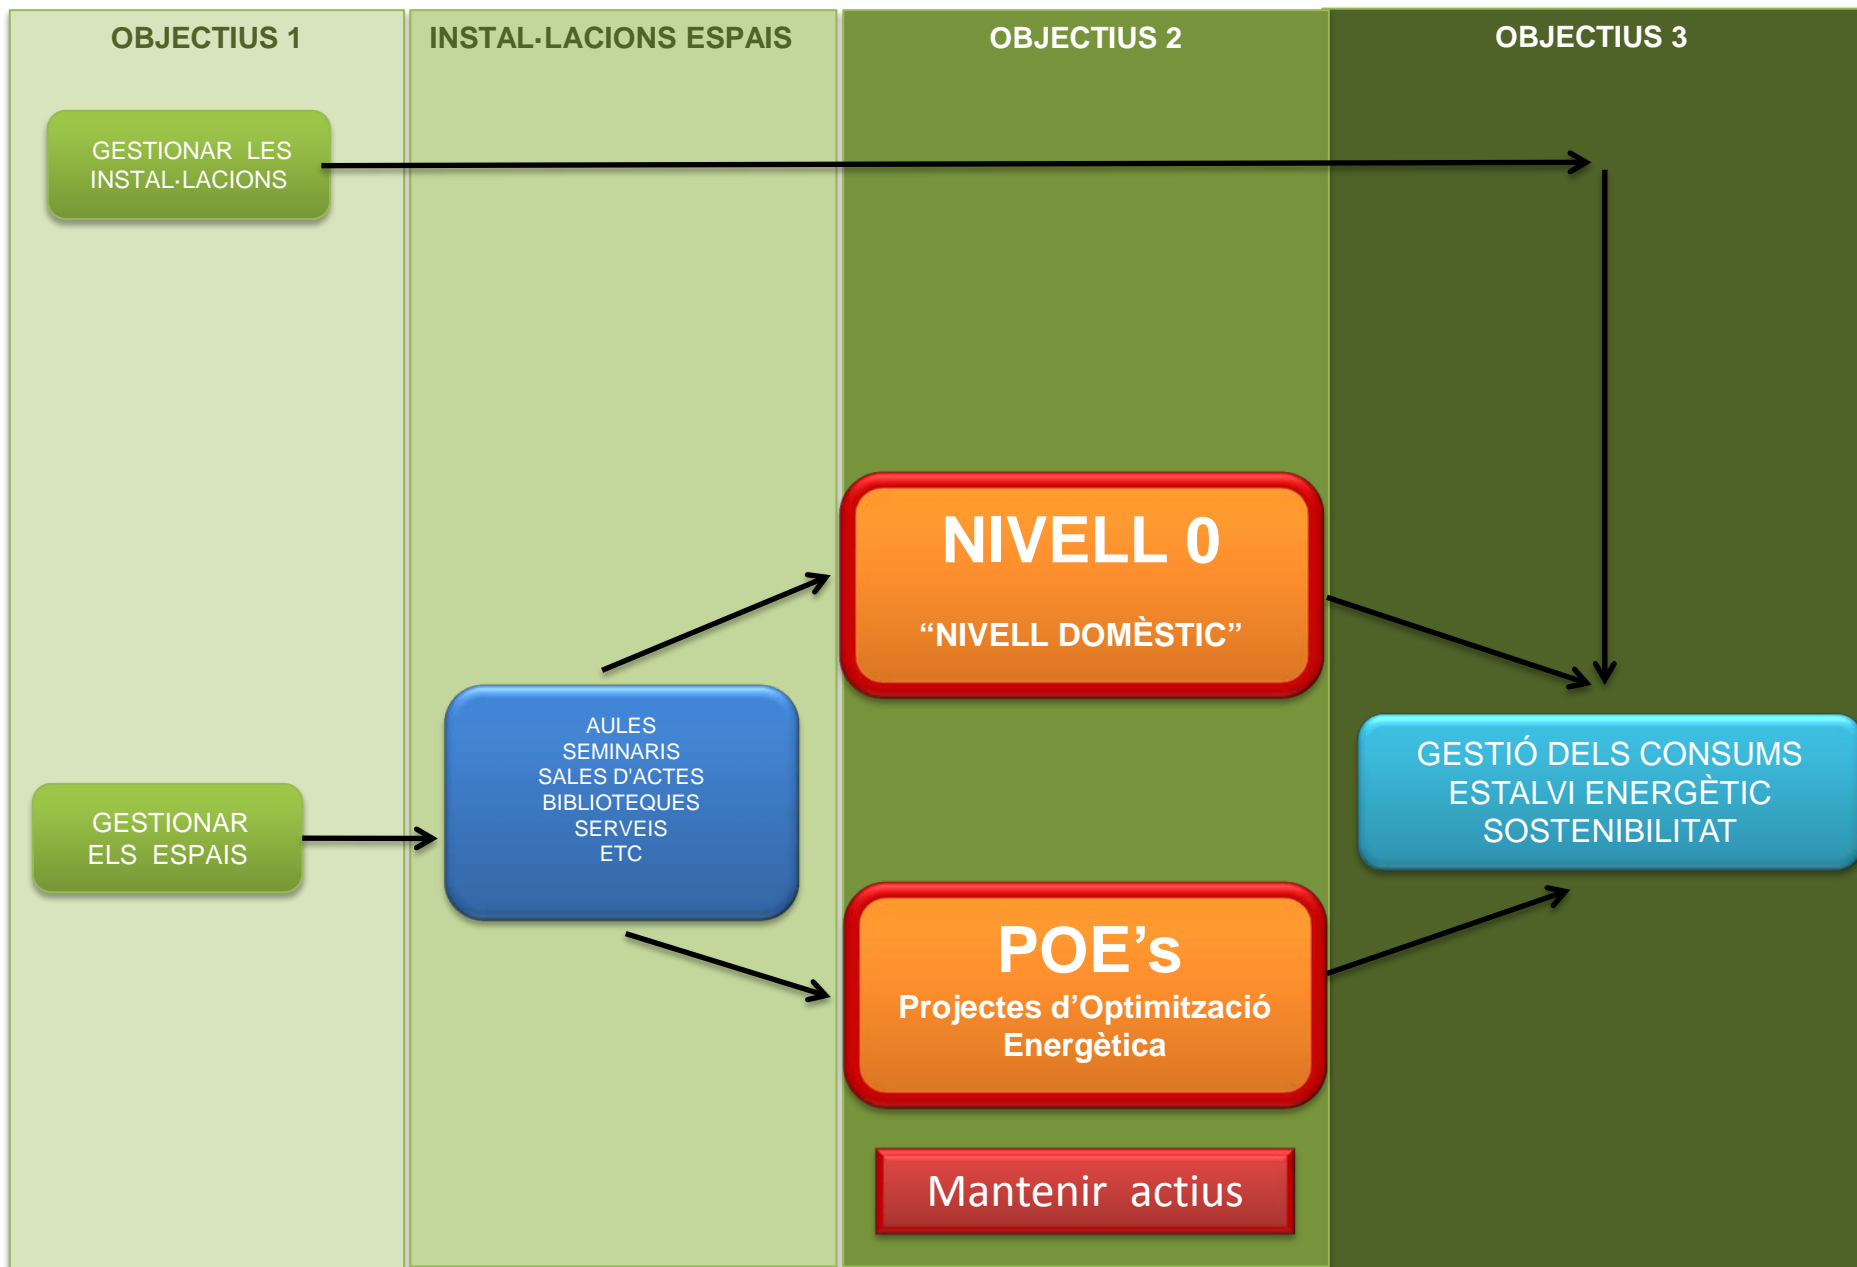 OBJECTIUS 1
INSTAL·LACIONS ESPAIS
OBJECTIUS 2
OBJECTIUS 3
GESTIONAR LES
INSTAL·LACIONS
NIVELL 0
“NIVELL DOMÈSTIC”
AULES
SEMINARIS
SALES D'ACTES
BIBLIOTEQUES
SERVEIS
ETC
GESTIONAR
ELS ESPAIS
GESTIÓ DELS CONSUMS
ESTALVI ENERGÈTIC
SOSTENIBILITAT
POE’s
Projectes d’Optimització
Energètica
Mantenir actius